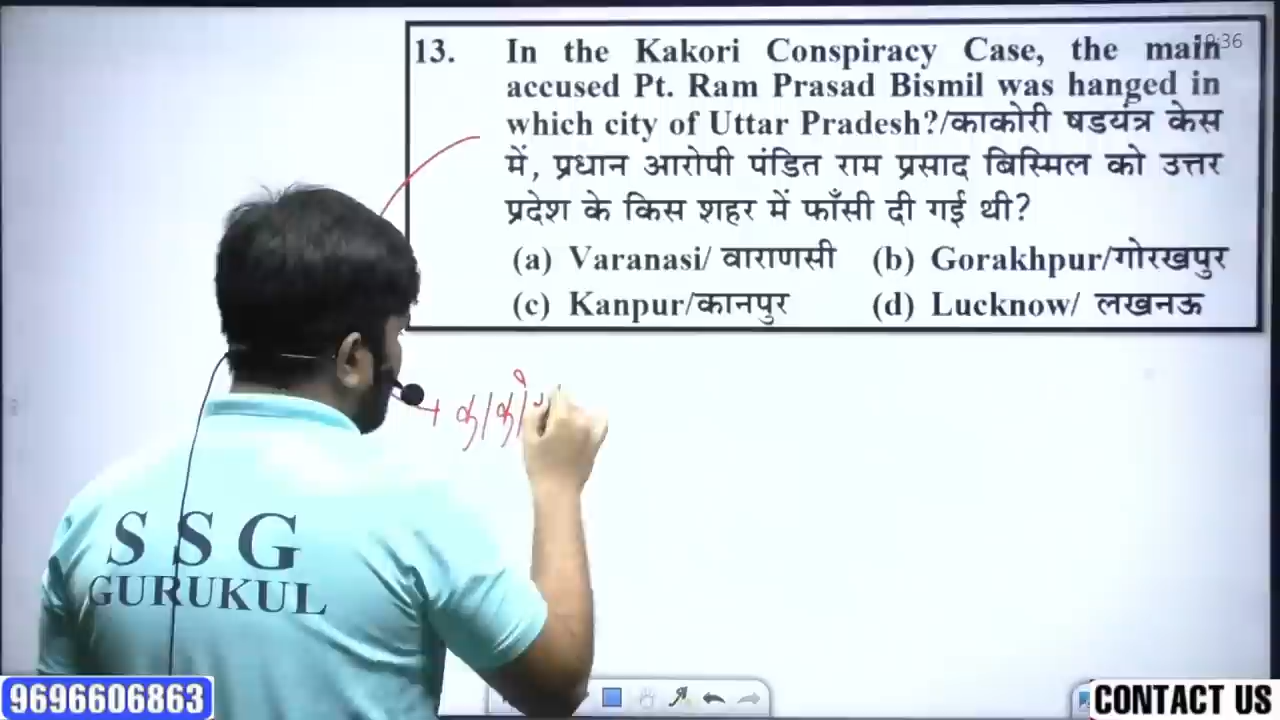 13. In the Kakori Conspiracy Case, the main
accused Pt. Ram Prasad Bismil was hanged in
which city of Uttar Pradesh?/काकोरी षडयंत्र केस
में, प्रधान आरोपी पंडित राम प्रसाद बिस्मिल को उत्तर
प्रदेश के किस शहर में फाँसी दी गई थी?
(a) Varanasi/ वाराणसी (b) Gorakhpur/गोरखपुर
(c) Kanpur/कानपुर (d) Lucknow/ लखनऊ
SSG
GURUKUL
9696606863
CONTACT US